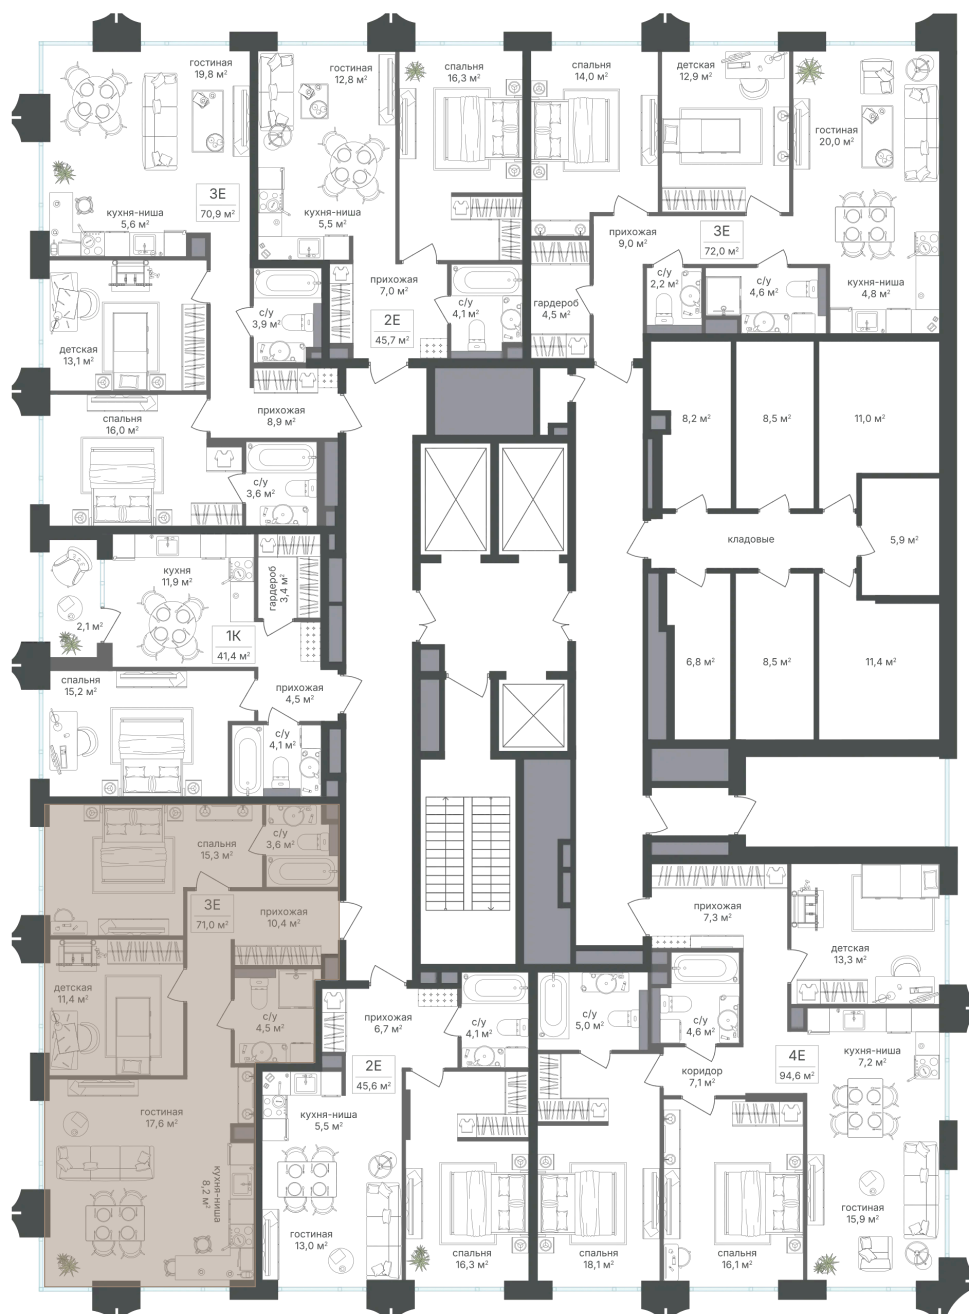 гостиная
19,8 м²
гостиная
12,8 м²
спальня
16,3 м²
спальня
14,0 м²
детская
12,9 м²
гостиная
20,0 м²
3Е
70,9 м²
кухня-ниша
5,6 м²
кухня-ниша
5,5 м²
прихожая
9,0 м²
3Е
72,0 м²
прихожая
7,0 м²
с/у
2,2 м²
с/у
4,6 м²
кухня-ниша
4,8 м²
с/у
3,9 м²
2Е
45,7 м²
с/у
4,1 м²
гардероб
4,5 м²
детская
13,1 м²
прихожая
8,9 м²
спальня
16,0 м²
8,2 м²
8,5 м²
11,0 м²
с/у
3,6 м²
кладовые
5,9 м²
кухня
11,9 м²
гардероб
3,4 м²
2,1 м²
1К
41,4 м²
6,8 м²
8,5 м²
11,4 м²
спальня
15,2 м²
прихожая
4,5 м²
с/у
4,1 м²
спальня
15,3 м²
с/у
3,6 м²
3Е
71,0 м²
прихожая
10,4 м²
прихожая
7,3 м²
детская
13,3 м²
детская
11,4 м²
с/у
4,5 м²
прихожая
6,7 м²
с/у
4,1 м²
с/у
5,0 м²
с/у
4,6 м²
2Е
45,6 м²
коридор
7,1 м²
4Е
94,6 м²
кухня-ниша
7,2 м²
гостиная
17,6 м²
кухня-ниша
5,5 м²
кухня-ниша
8,2 м²
гостиная
13,0 м²
спальня
16,3 м²
спальня
18,1 м²
спальня
16,1 м²
гостиная
15,9 м²